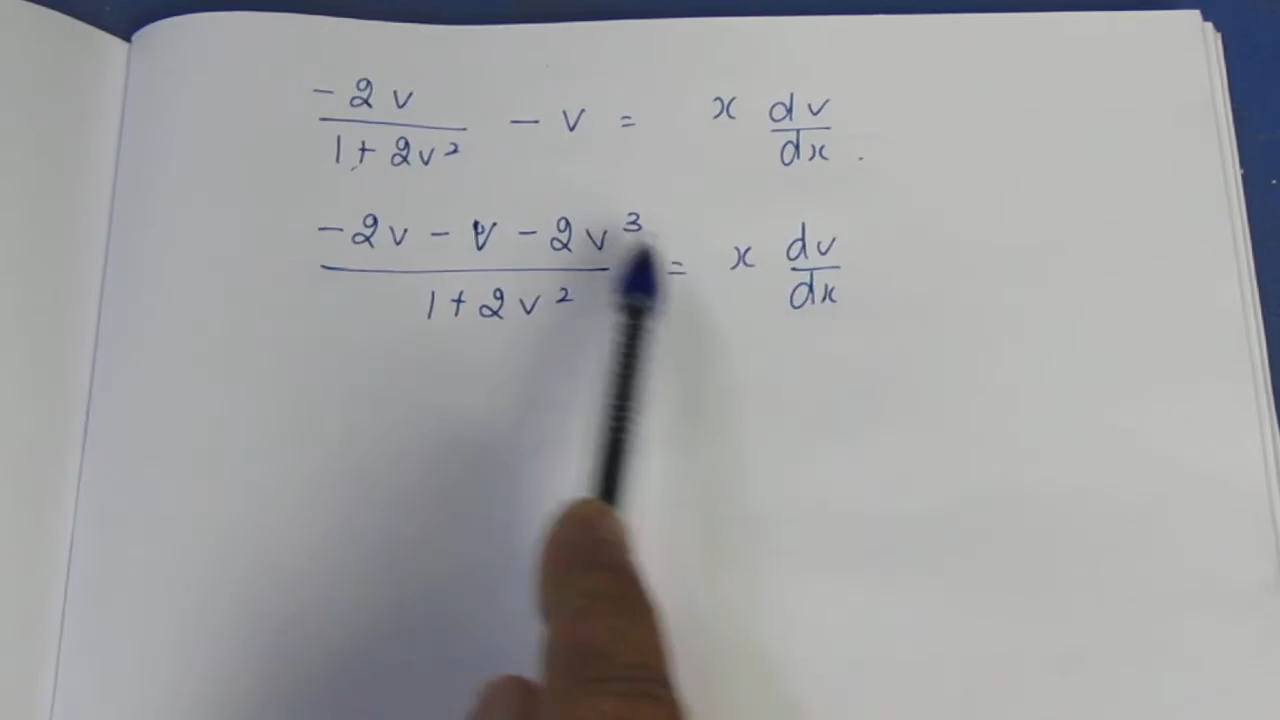 -2v / 1+2v² - v = x dv/dx .
-2v - v - 2v³ / 1+2v² = x dv/dx